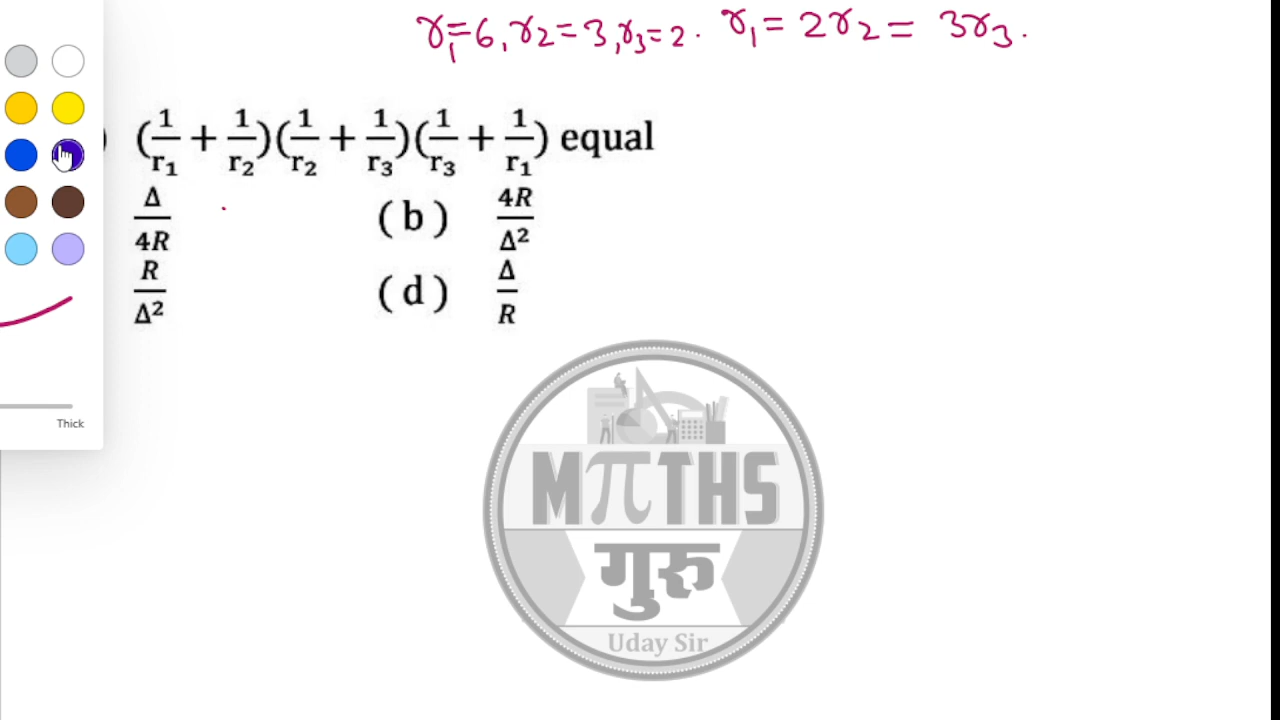 r₁=6, r₂=3, r₃=2. r₁ = 2r₂ = 3r₃.
) (1/r₁ + 1/r₂)(1/r₂ + 1/r₃)(1/r₃ + 1/r₁) equal
Δ/4R (b) 4R/Δ²
R/Δ² (d) Δ/R
Thick
MπTHS
गुरु
Uday Sir